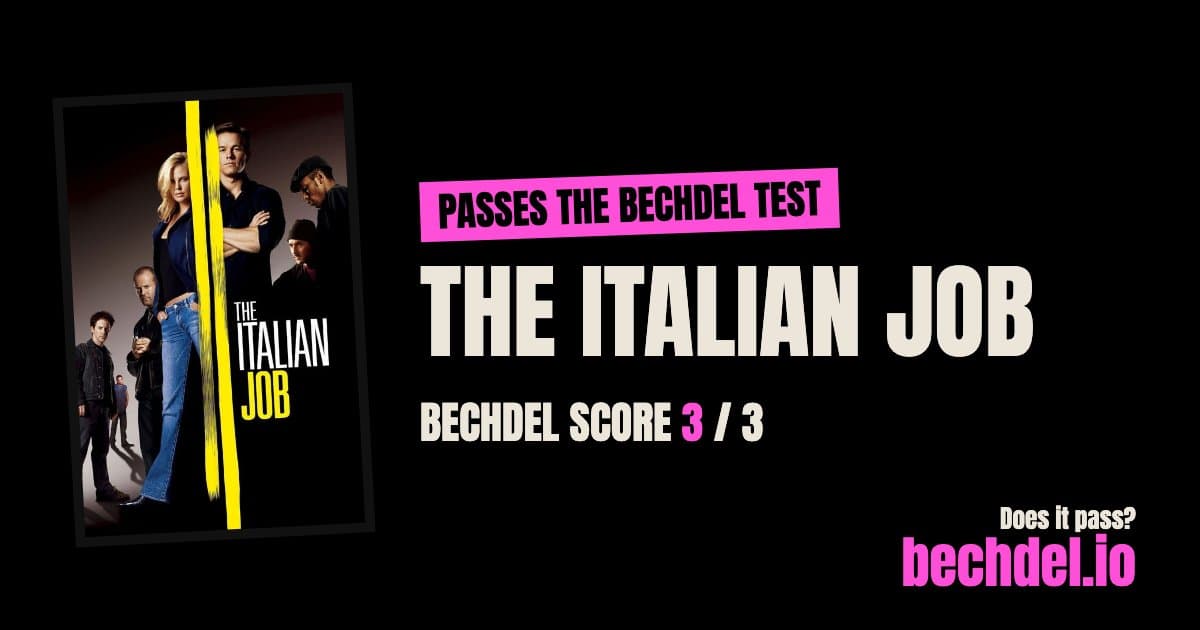 THE
ITALIAN
JOB
PASSES THE BECHDEL TEST
THE ITALIAN JOB
BECHDEL SCORE 3 / 3
Does it pass?
bechdel.io